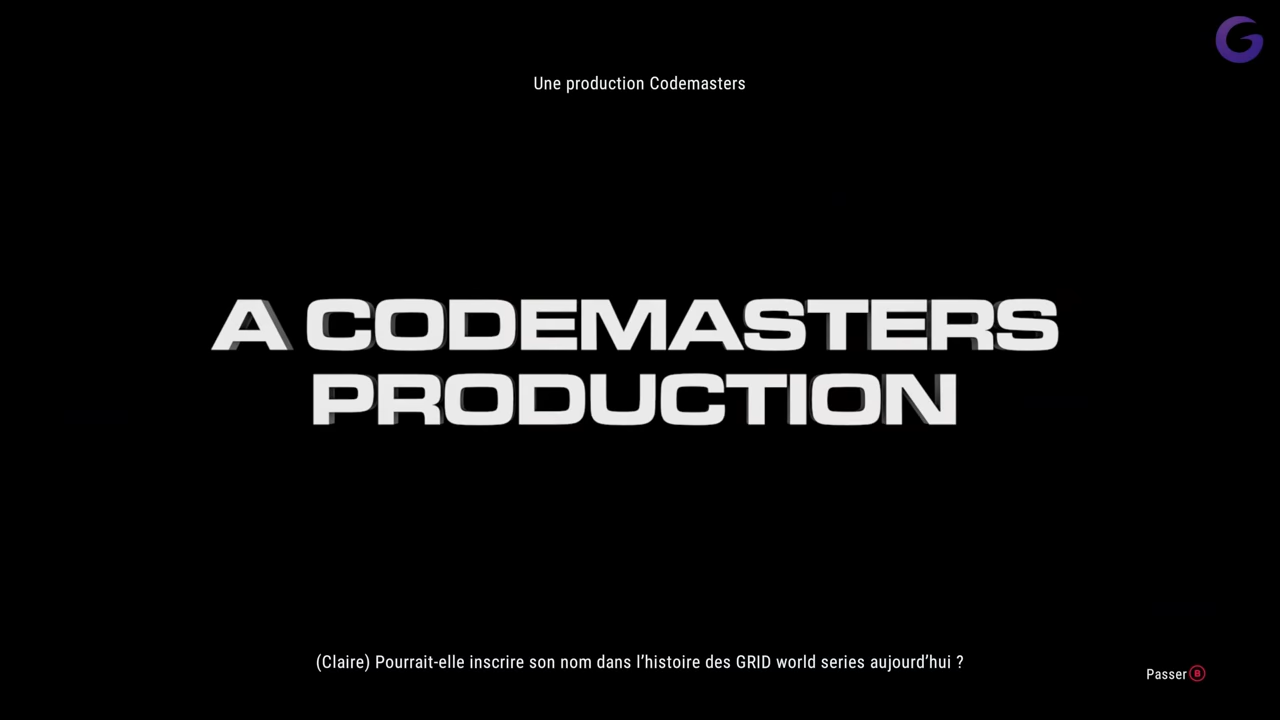 Une production Codemasters
A CODEMASTERS
PRODUCTION
(Claire) Pourrait-elle inscrire son nom dans l’histoire des GRID world series aujourd’hui ?
Passer B